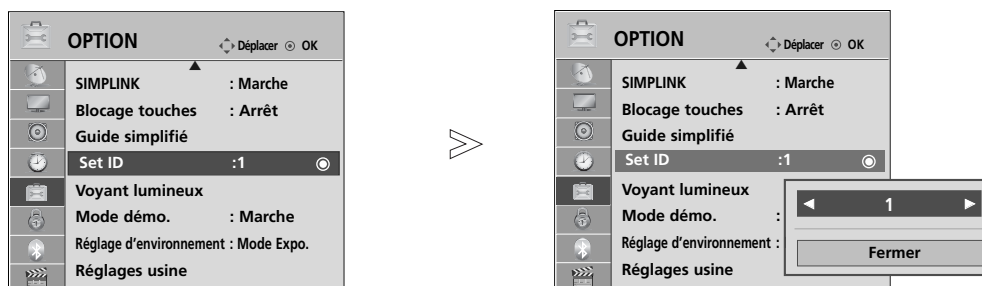 OPTION
Déplacer OK
SIMPLINK : Marche
Blocage touches : Arrêt
Guide simplifié
Set ID :1
Voyant lumineux
Mode démo. : Marche
Réglage d'environnement : Mode Expo.
Réglages usine
OPTION
Déplacer OK
SIMPLINK : Marche
Blocage touches : Arrêt
Guide simplifié
Set ID :1
Voyant lumineux
Mode démo. :
Réglage d'environnement :
Réglages usine
1
Fermer